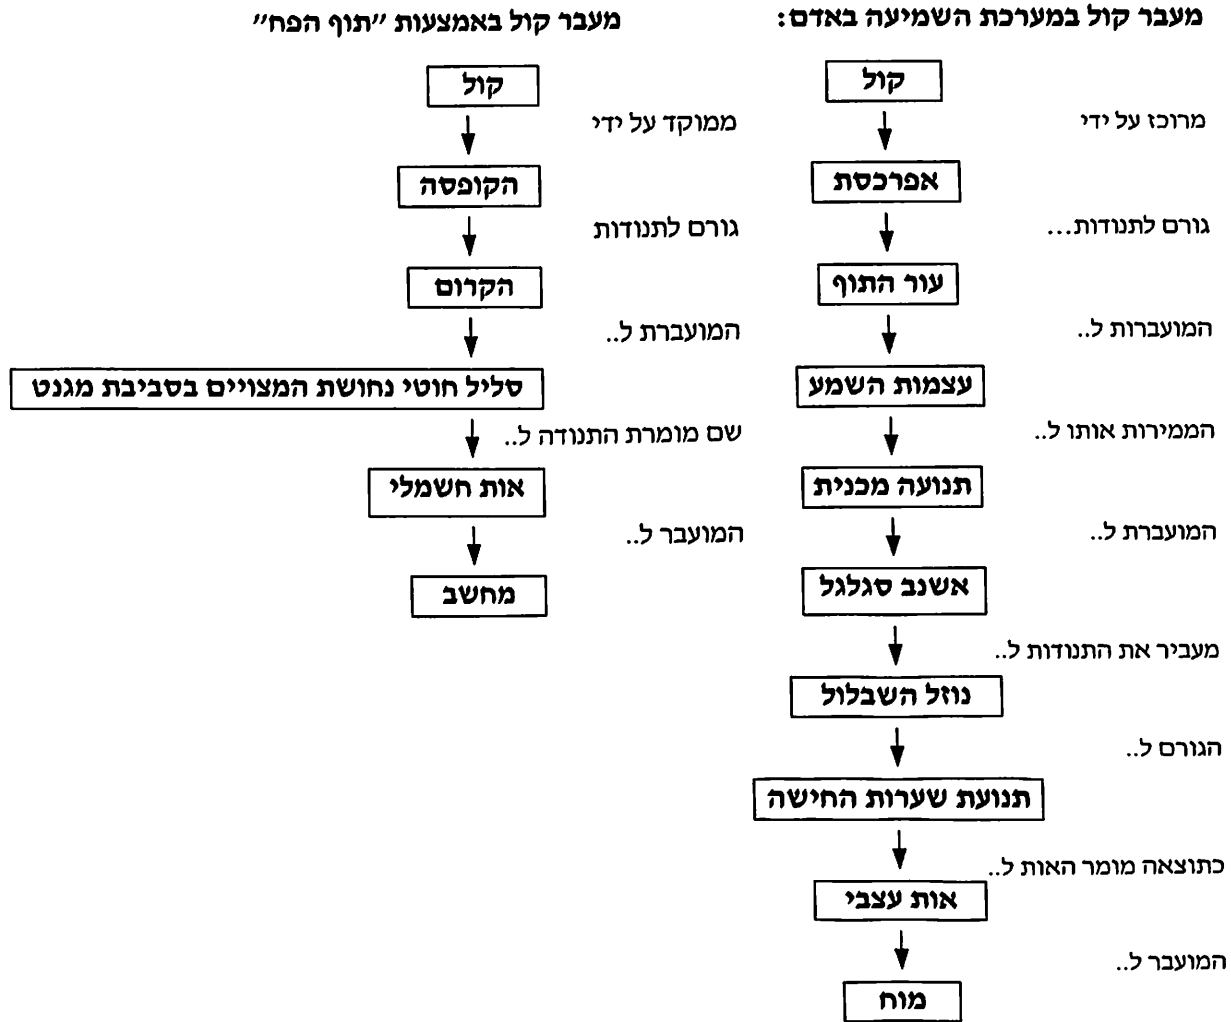 מעבר קול במערכת השמיעה באדם:
קול
מרוכז על ידי
אפרכסת
גורם לתנודות...
עור התוף
המועברות ל..
עצמות השמע
הממירות אותו ל..
תנועה מכנית
המועברת ל..
אשנב סגלגל
מעביר את התנודות ל..
נוזל השבלול
הגורם ל..
תנועת שערות החישה
כתוצאה מומר האות ל..
אות עצבי
המועבר ל..
מוח
מעבר קול באמצעות "תוף הפח"
קול
ממוקד על ידי
הקופסה
גורם לתנודות
הקרום
המועברת ל..
סליל חוטי נחושת המצויים בסביבת מגנט
שם מומרת התנודה ל..
אות חשמלי
המועבר ל..
מחשב